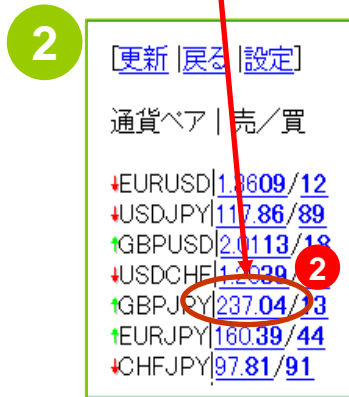 2
[更新 |戻る |設定]
通貨ペア | 売／買
↓EURUSD|1.3609/12
↓USDJPY|117.86/89
↑GBPUSD|2.0113/18
↓USDCHF
2
↑GBPJPY|237.04/13
↑EURJPY|160.39/44
↓CHFJPY|97.81/91